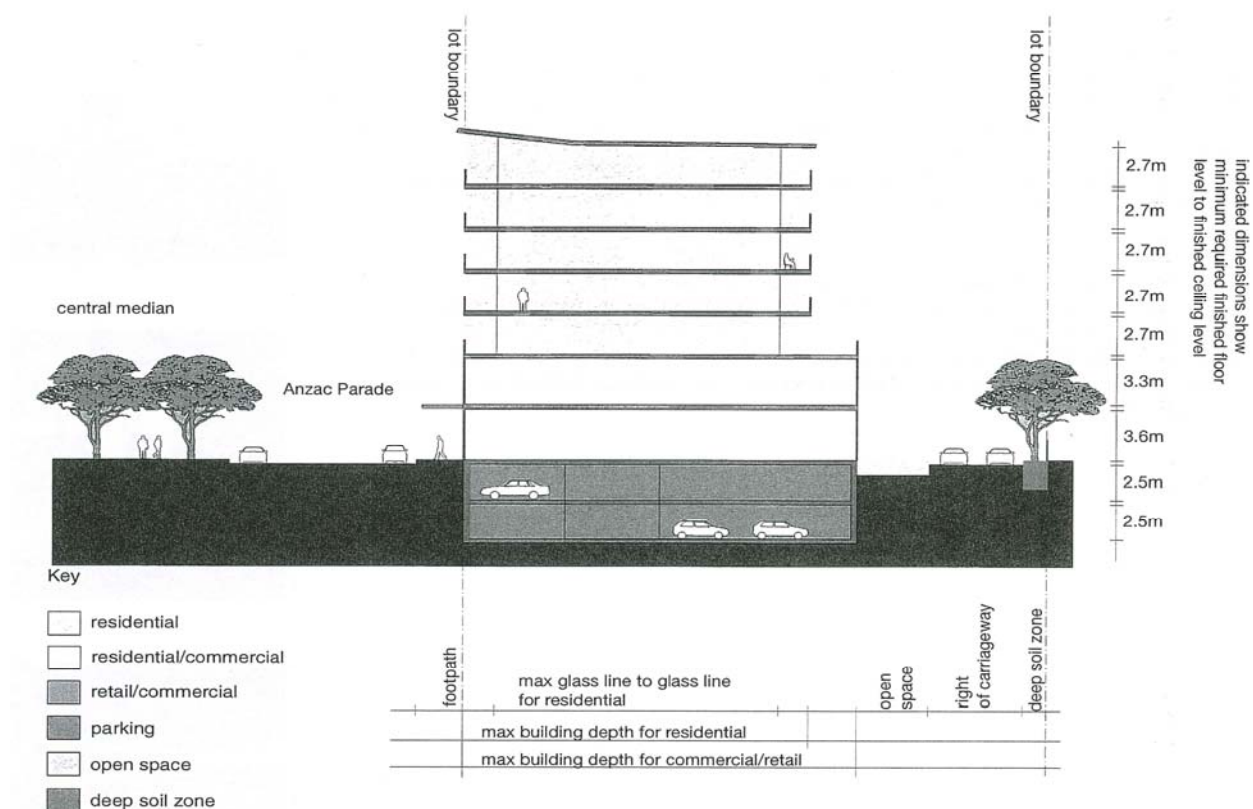 lot boundary
lot boundary
2.7m
2.7m
2.7m
2.7m
2.7m
3.3m
3.6m
2.5m
2.5m
indicated dimensions show
minimum required finished floor
level to finished ceiling level
central median
Anzac Parade
Key
residential
residential/commercial
retail/commercial
parking
open space
deep soil zone
footpath
max glass line to glass line
for residential
open
space
right
of carriageway
deep soil zone
max building depth for residential
max building depth for commercial/retail